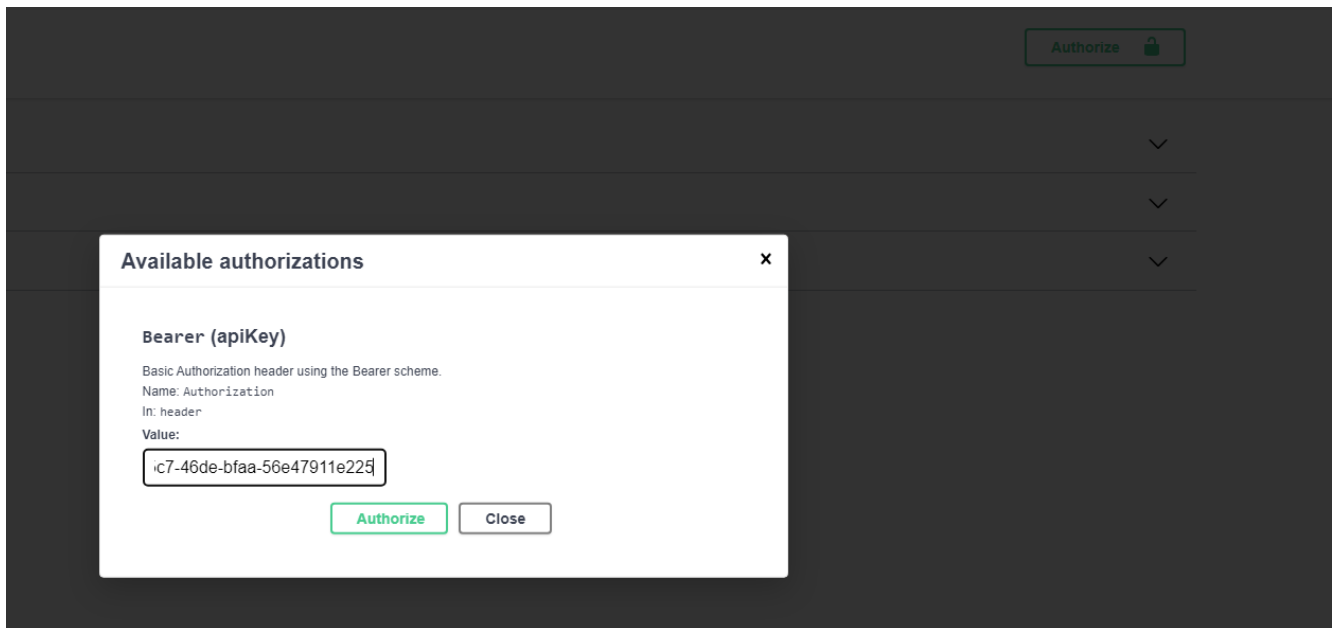 Authorize
Available authorizations
x
Bearer (apiKey)
Basic Authorization header using the Bearer scheme.
Name: Authorization
In: header
Value:
c7-46de-bfaa-56e47911e225
Authorize Close